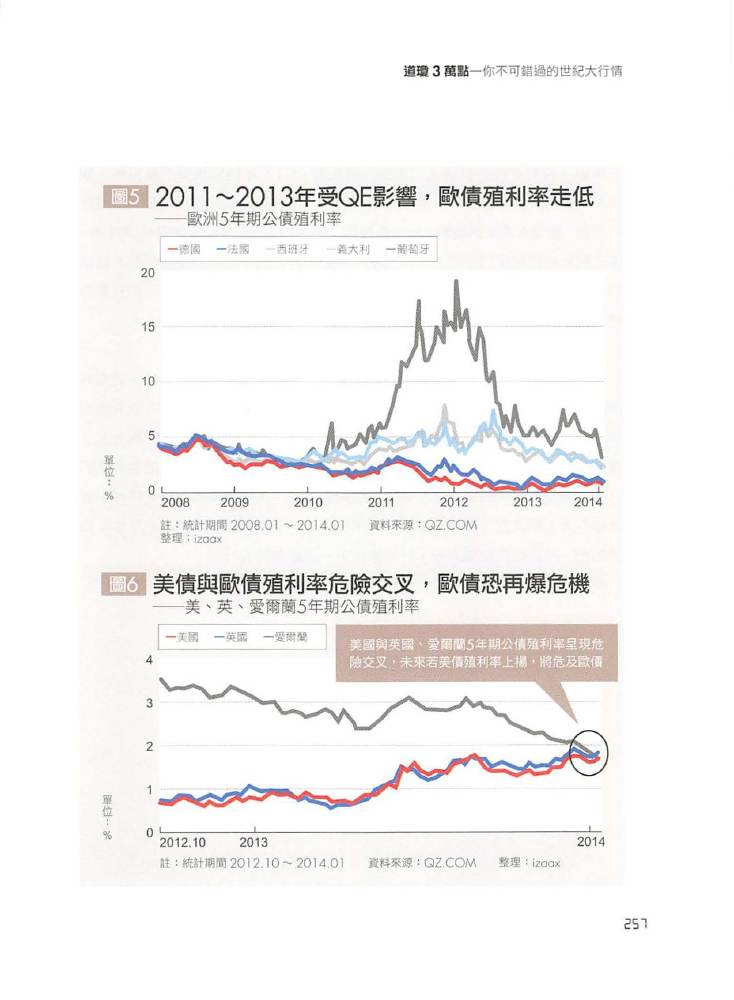 道瓊3萬點—你不可錯過的世紀大行情
圖5 2011～2013年受QE影響，歐債殖利率走低
——歐洲5年期公債殖利率
德國 法國 西班牙 義大利 葡萄牙
20
15
10
5
0
單位：%
2008 2009 2010 2011 2012 2013 2014
註：統計期間 2008.01～2014.01 資料來源：QZ.COM
整理：izaax
圖6 美債與歐債殖利率危險交叉，歐債恐再爆危機
——美、英、愛爾蘭5年期公債殖利率
美國 英國 愛爾蘭
美國與英國、愛爾蘭5年期公債殖利率呈現危
險交叉，未來若美債殖利率上揚，將危及歐債
4
3
2
1
0
單位：%
2012.10 2013 2014
註：統計期間 2012.10～2014.01 資料來源：QZ.COM 整理：izaax
257